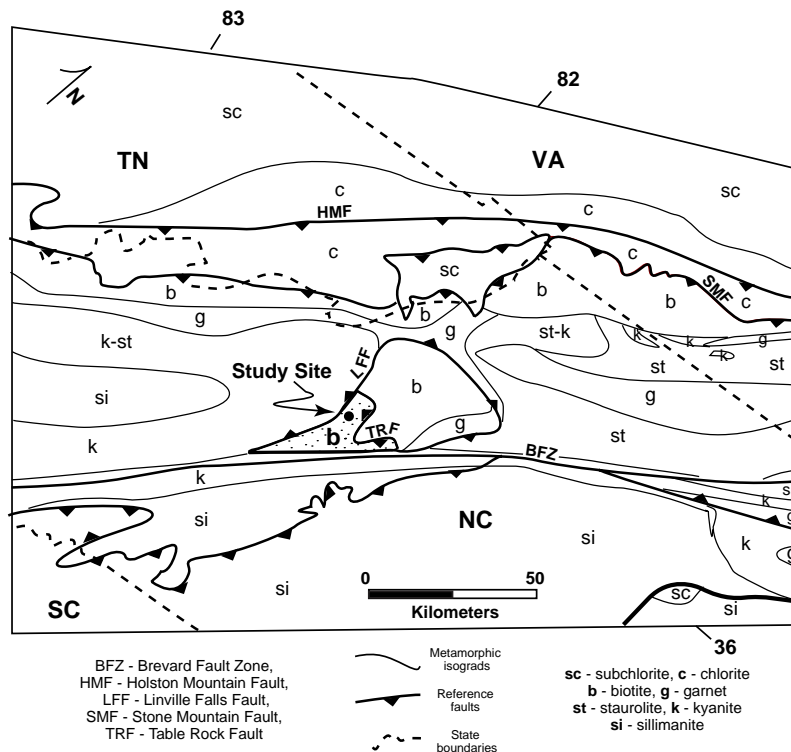 83
82
N
sc
TN
VA
sc
c
c
HMF
c
c
sc
SMF
b
b
b
b
c
g
g
st-k
k
k
g
k-st
LFF
k
st
st
Study Site
b
g
si
b
TRF
g
st
k
BFZ
k
s
k
g
si
NC
si
k
g
si
0
50
Kilometers
SC
sc
si
36
BFZ - Brevard Fault Zone,
HMF - Holston Mountain Fault,
LFF - Linville Falls Fault,
SMF - Stone Mountain Fault,
TRF - Table Rock Fault
Metamorphic
isograds
Reference
faults
State
boundaries
sc - subchlorite, c - chlorite
b - biotite, g - garnet
st - staurolite, k - kyanite
si - sillimanite